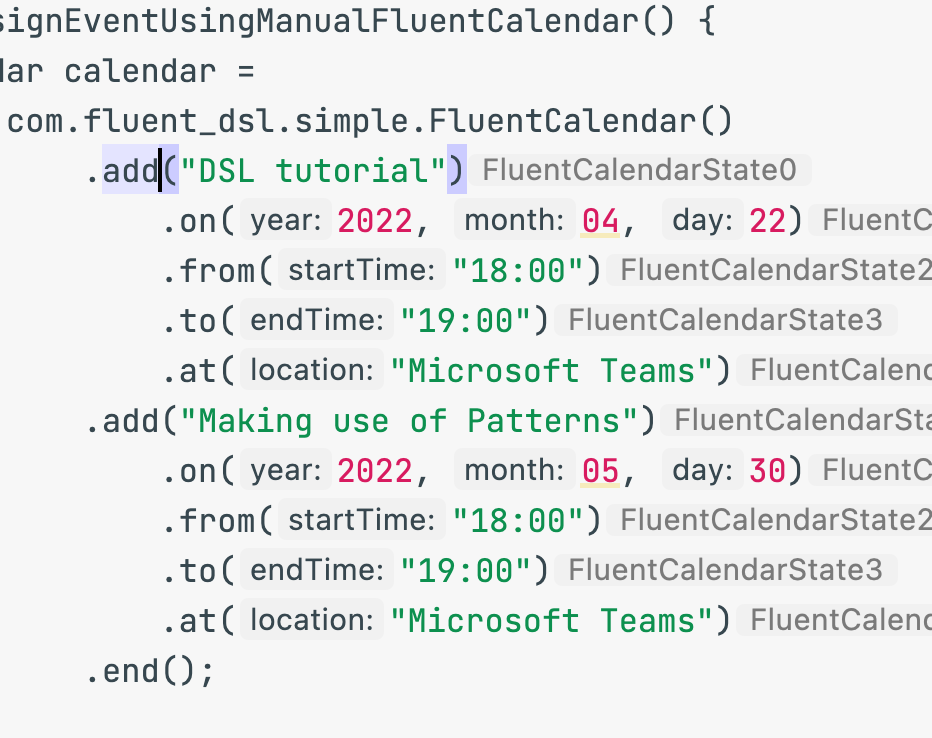 signEventUsingManualFluentCalendar() {
dar calendar =
com.fluent_dsl.simple.FluentCalendar()
.add("DSL tutorial") FluentCalendarState0
.on( year: 2022, month: 04, day: 22) FluentC
.from( startTime: "18:00") FluentCalendarState2
.to( endTime: "19:00") FluentCalendarState3
.at( location: "Microsoft Teams") FluentCalend
.add("Making use of Patterns") FluentCalendarSta
.on( year: 2022, month: 05, day: 30) FluentC
.from( startTime: "18:00") FluentCalendarState2
.to( endTime: "19:00") FluentCalendarState3
.at( location: "Microsoft Teams") FluentCalend
.end();